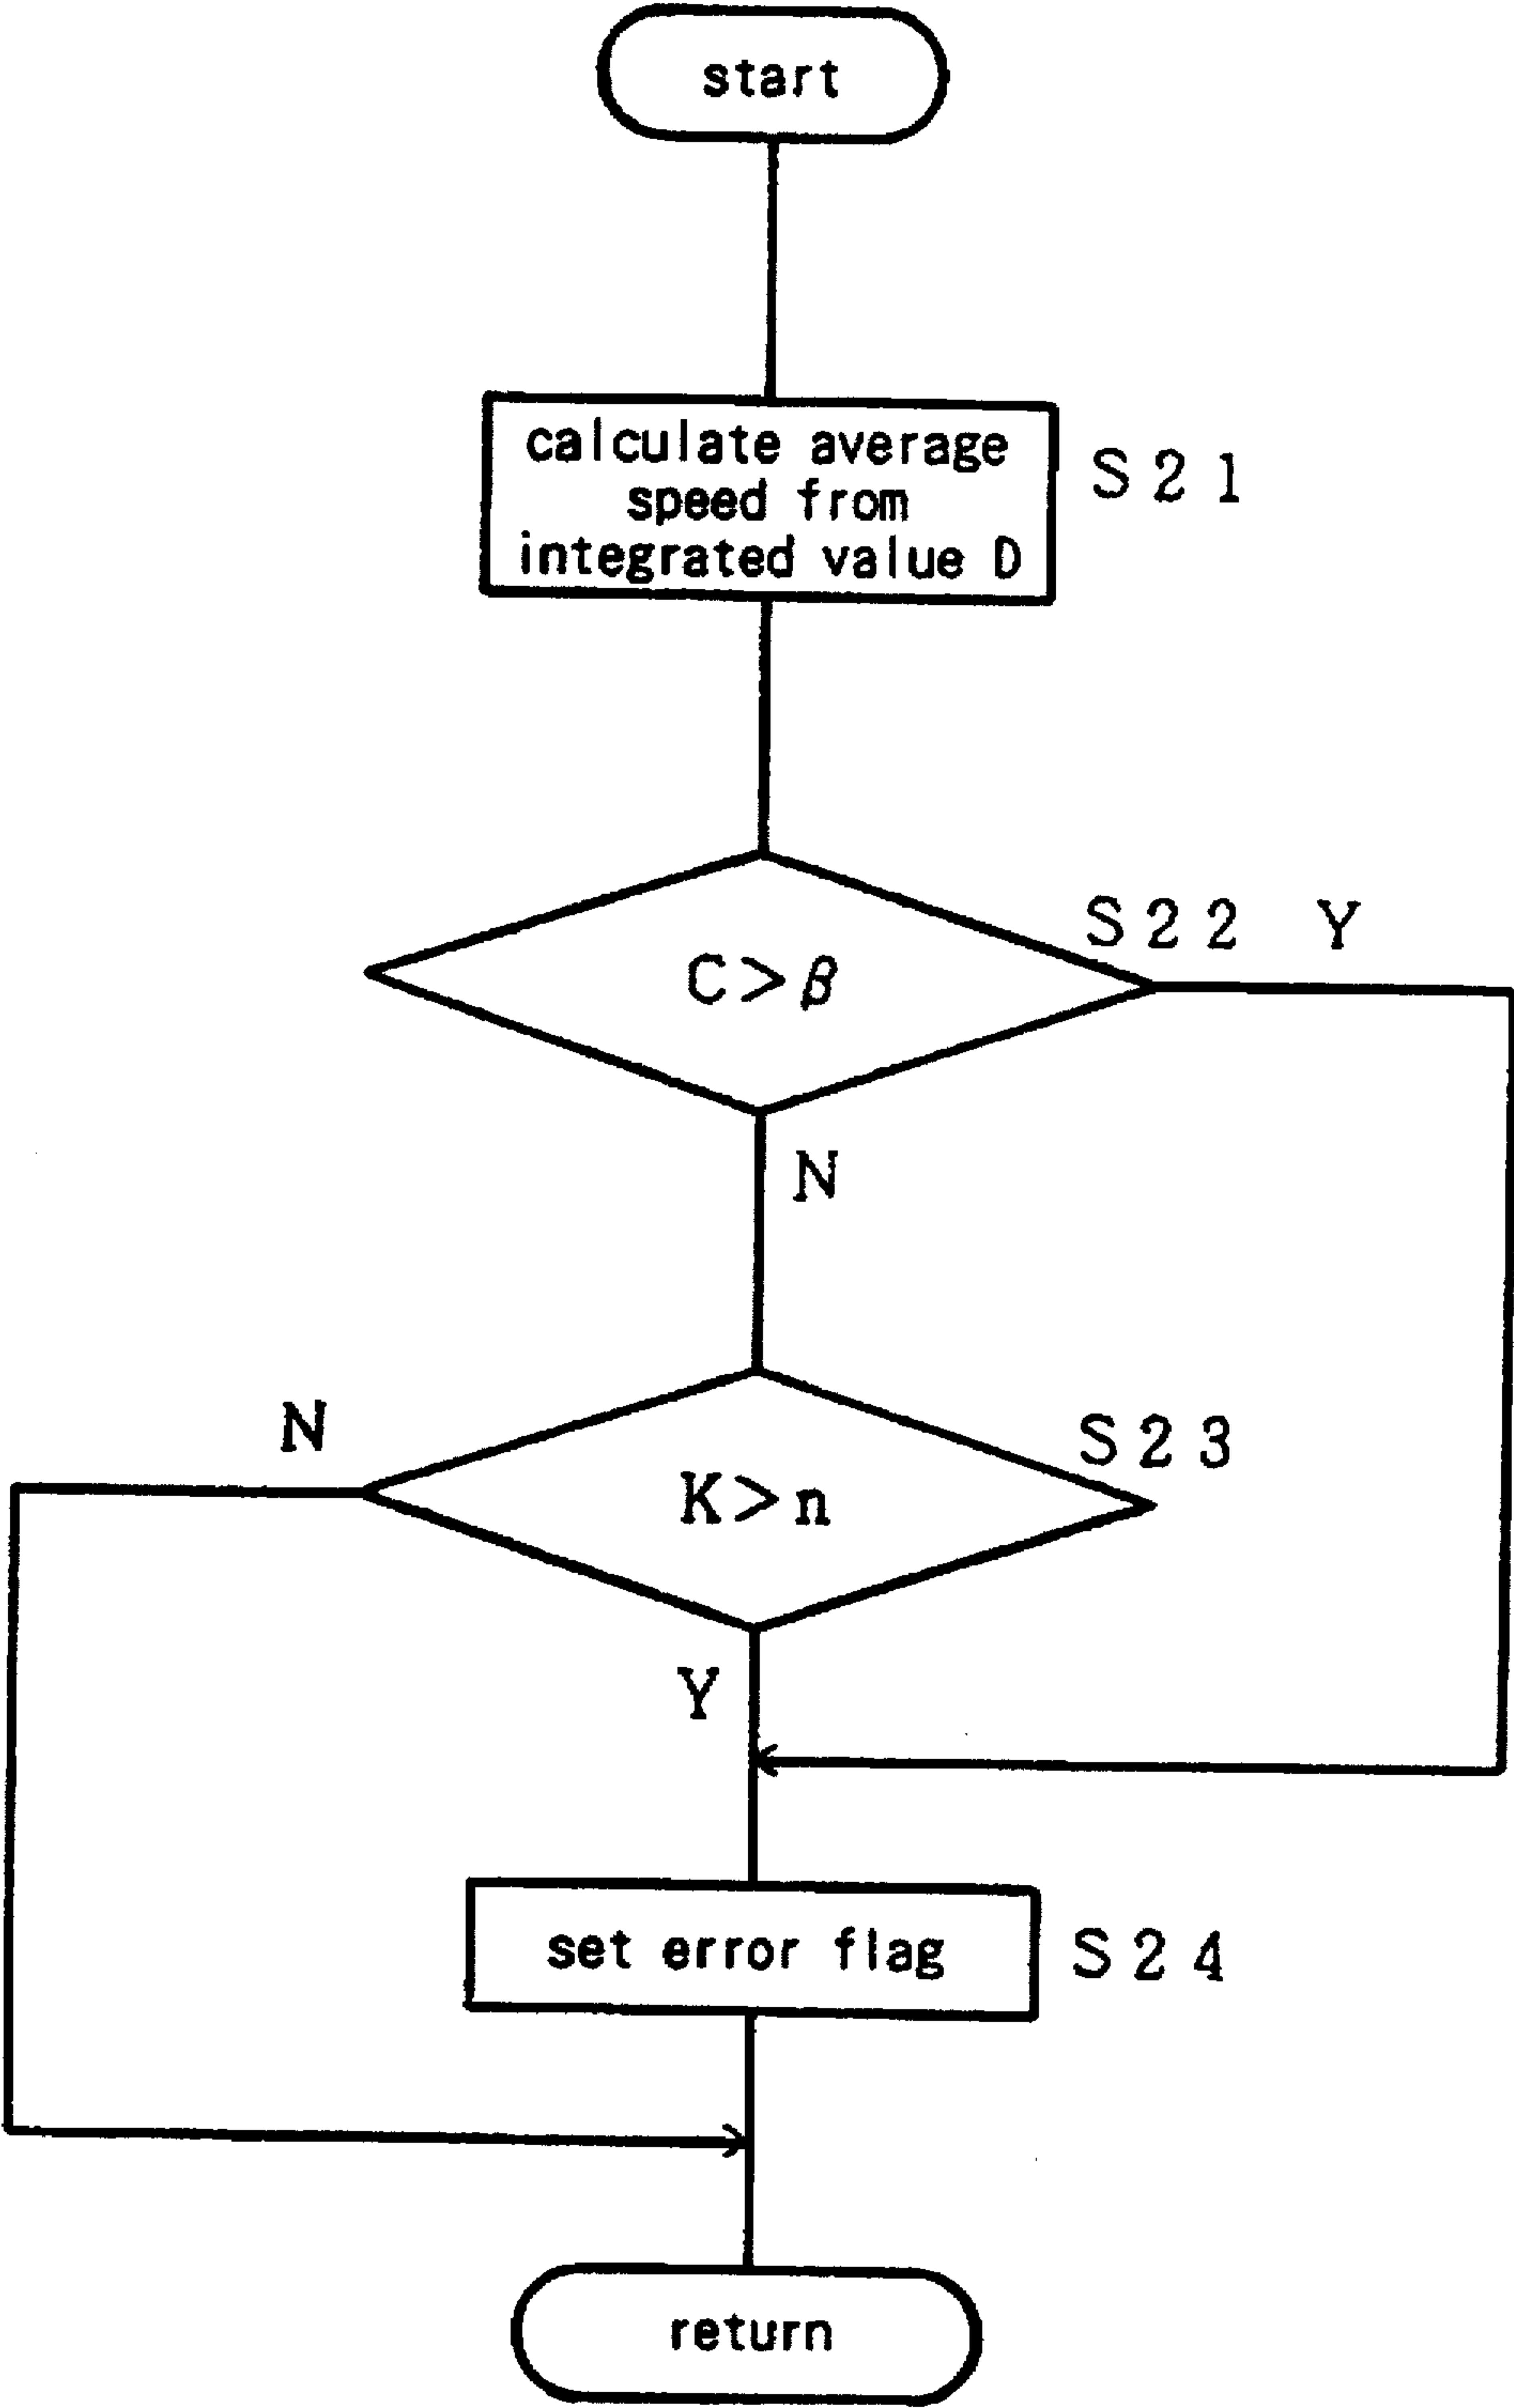 start
calculate average
speed from
integrated value D
S21
S22 Y
C>β
N
N
S23
K>n
Y
set error flag
S24
return